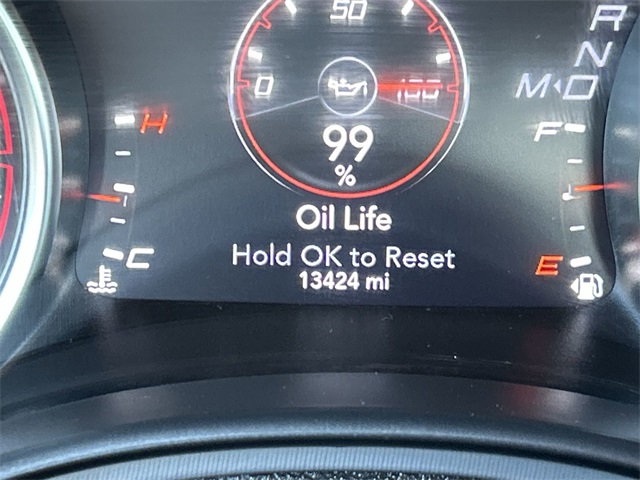 50
0 100
R
N
M D
H
F
99
%
Oil Life
C
Hold OK to Reset
E
13424 mi